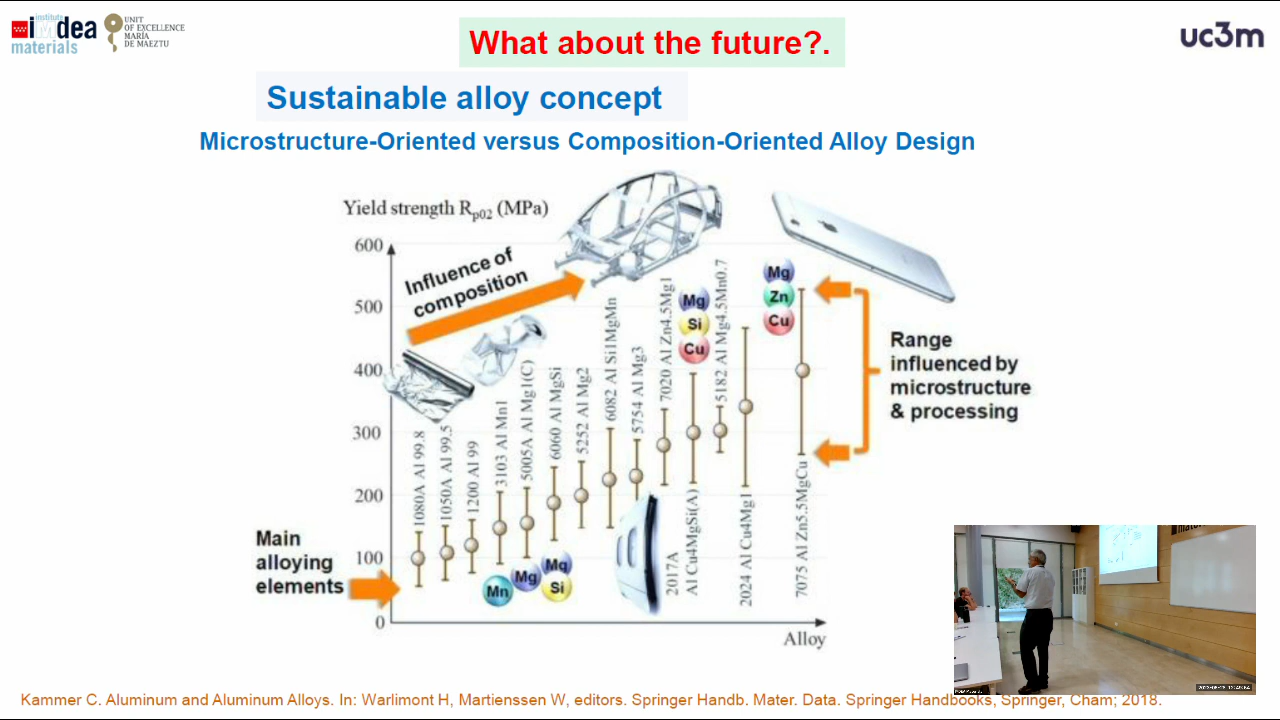 institute
iMdea
materials
UNIT
OF EXCELLENCE
MARÍA
DE MAEZTU
What about the future?.
uc3m
Sustainable alloy concept
Microstructure-Oriented versus Composition-Oriented Alloy Design
Yield strength Rp02 (MPa)
600
500
400
300
200
100
0
Influence of
composition
1080A Al 99.8
1050A Al 99.5
1200 Al 99
3103 Al Mn1
5005A Al Mg1(C)
6060 Al MgSi
5252 Al Mg2
6082 Al Si1MgMn
5754 Al Mg3
7020 Al Zn4.5Mg1
2017A
Al Cu4MgSi(A)
5182 Al Mg4.5Mn0.7
2024 Al Cu4Mg1
7075 Al Zn5.5MgCu
Mn
Mg
Mg
Si
Mg
Si
Cu
Mg
Zn
Cu
Range
influenced by
microstructure
& processing
Main
alloying
elements
Alloy
Kammer C. Aluminum and Aluminum Alloys. In: Warlimont H, Martienssen W, editors. Springer Handb. Mater. Data. Springer Handbooks, Springer, Cham; 2018.